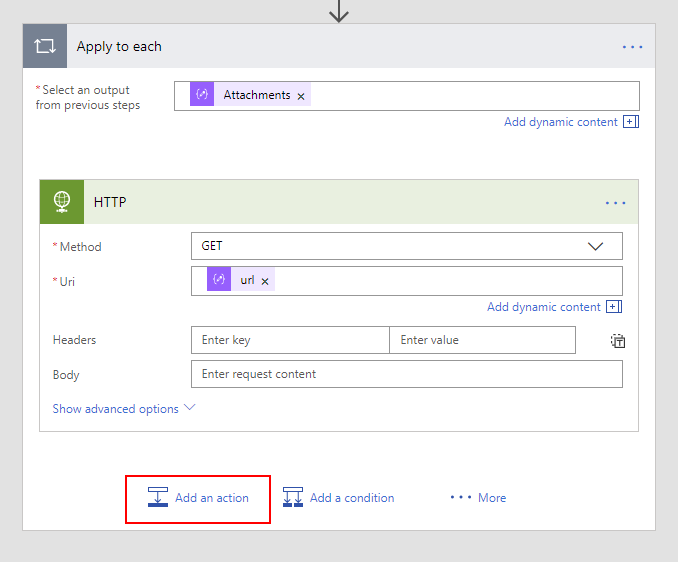 Apply to each
* Select an output
from previous steps
Attachments x
Add dynamic content
HTTP
* Method
GET
* Uri
url x
Add dynamic content
Headers
Enter key
Enter value
Body
Enter request content
Show advanced options
Add an action
Add a condition
More